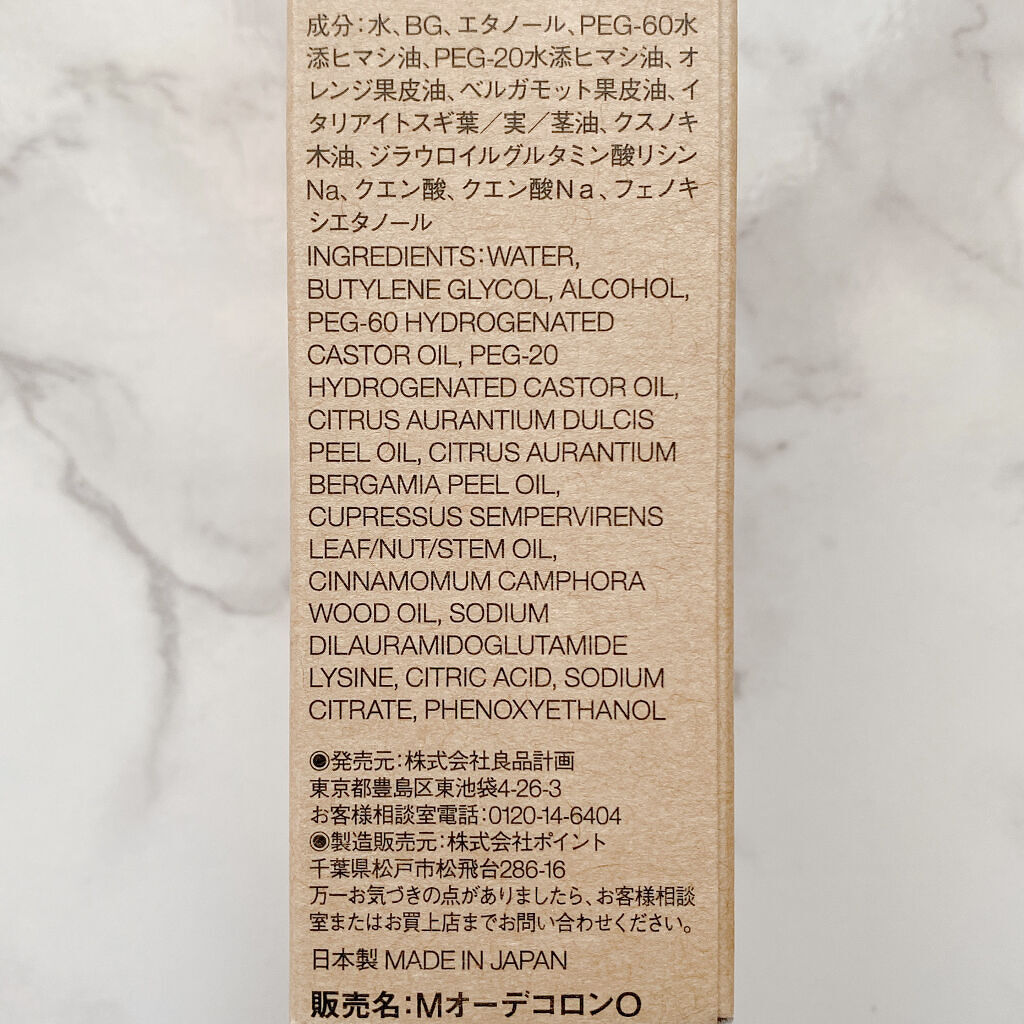 成分:水、BG、エタノール、PEG-60水
添ヒマシ油、PEG-20水添ヒマシ油、オ
レンジ果皮油、ベルガモット果皮油、イ
タリアイトスギ葉/実/茎油、クスノキ
木油、ジラウロイルグルタミン酸リシン
Na、クエン酸、クエン酸Na、フェノキ
シエタノール
INGREDIENTS:WATER,
BUTYLENE GLYCOL, ALCOHOL,
PEG-60 HYDROGENATED
CASTOR OIL, PEG-20
HYDROGENATED CASTOR OIL,
CITRUS AURANTIUM DULCIS
PEEL OIL, CITRUS AURANTIUM
BERGAMIA PEEL OIL,
CUPRESSUS SEMPERVIRENS
LEAF/NUT/STEM OIL,
CINNAMOMUM CAMPHORA
WOOD OIL, SODIUM
DILAURAMIDOGLUTAMIDE
LYSINE, CITRIC ACID, SODIUM
CITRATE, PHENOXYETHANOL
◉発売元:株式会社良品計画
東京都豊島区東池袋4-26-3
お客様相談室電話:0120-14-6404
◉製造販売元:株式会社ポイント
千葉県松戸市松飛台286-16
万一お気づきの点がありましたら、お客様相談
室またはお買上店までお問い合わせください。
日本製 MADE IN JAPAN
販売名:MオーデコロンO